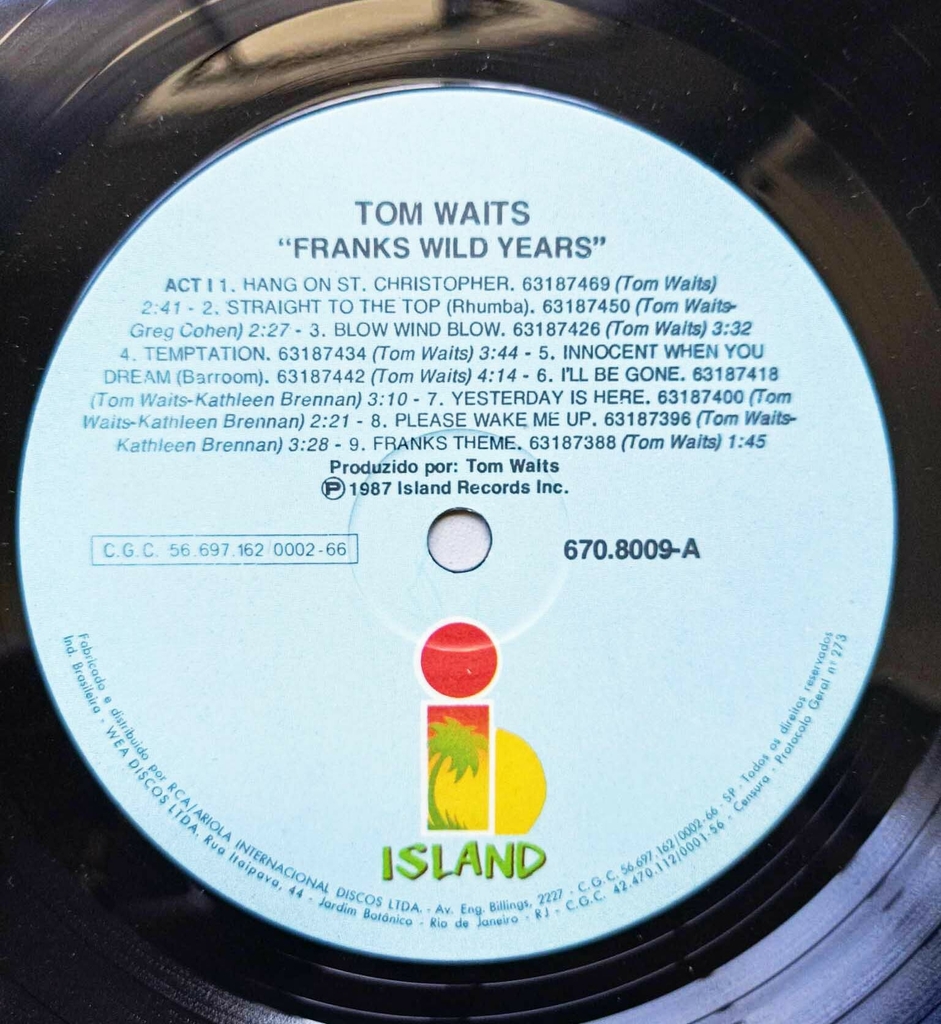 TOM WAITS
“FRANKS WILD YEARS”
ACT I 1. HANG ON ST. CHRISTOPHER. 63187469 (Tom Waits)
2:41 - 2. STRAIGHT TO THE TOP (Rhumba). 63187450 (Tom Waits-
Greg Cohen) 2:27 - 3. BLOW WIND BLOW. 63187426 (Tom Waits) 3:32
4. TEMPTATION. 63187434 (Tom Waits) 3:44 - 5. INNOCENT WHEN YOU
DREAM (Barroom). 63187442 (Tom Waits) 4:14 - 6. I'LL BE GONE. 63187418
(Tom Waits-Kathleen Brennan) 3:10 - 7. YESTERDAY IS HERE. 63187400 (Tom
Waits-Kathleen Brennan) 2:21 - 8. PLEASE WAKE ME UP. 63187396 (Tom Waits-
Kathleen Brennan) 3:28 - 9. FRANKS THEME. 63187388 (Tom Waits) 1:45
Produzido por: Tom Waits
Ⓟ 1987 Island Records Inc.
C.G.C. 56.697.162/0002-66
670.8009-A
ISLAND
Fabricado e distribuido por RCA/ARIOLA INTERNACIONAL DISCOS LTDA. - Av. Eng. Billings, 2227 - C.G.C. 56.697.162/0002-66 - SP - Todos os direitos reservados
Ind. Brasileira - WEA DISCOS LTDA. Rua Itaipava, 44 - Jardim Botânico - Rio de Janeiro - RJ - C.G.C. 42.470.112/0001-56 - Censura - Protocolo Geral nº 273